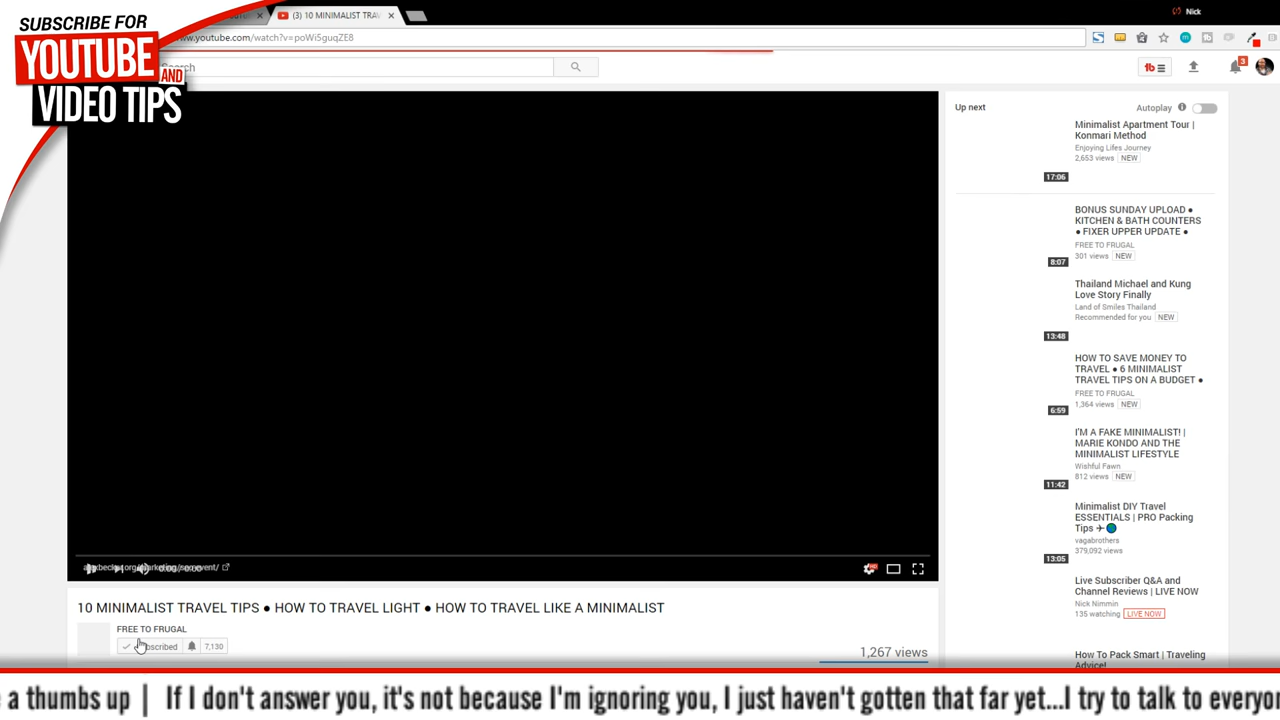 SUBSCRIBE FOR
YOUTUBE
AND
VIDEO TIPS
(3) 10 MINIMALIST TRAV
Nick
www.youtube.com/watch?v=poWi5guqZE8
Search
3
Up next
Autoplay
Minimalist Apartment Tour |
Konmari Method
Enjoying Lifes Journey
2,653 views NEW
17:06
BONUS SUNDAY UPLOAD ●
KITCHEN & BATH COUNTERS
● FIXER UPPER UPDATE ●
FREE TO FRUGAL
301 views NEW
8:07
Thailand Michael and Kung
Love Story Finally
Land of Smiles Thailand
Recommended for you NEW
13:48
HOW TO SAVE MONEY TO
TRAVEL ● 6 MINIMALIST
TRAVEL TIPS ON A BUDGET ●
FREE TO FRUGAL
1,364 views NEW
6:59
I'M A FAKE MINIMALIST! |
MARIE KONDO AND THE
MINIMALIST LIFESTYLE
Wishful Fawn
812 views NEW
11:42
Minimalist DIY Travel
ESSENTIALS | PRO Packing
Tips ✈
vagabrothers
379,092 views
13:05
Live Subscriber Q&A and
Channel Reviews | LIVE NOW
Nick Nimmin
135 watching LIVE NOW
How To Pack Smart | Traveling
Advice!
10 MINIMALIST TRAVEL TIPS ● HOW TO TRAVEL LIGHT ● HOW TO TRAVEL LIKE A MINIMALIST
FREE TO FRUGAL
Subscribed 7,130
1,267 views
e a thumbs up | If I don't answer you, it's not because I'm ignoring you, I just haven't gotten that far yet...I try to talk to everyon